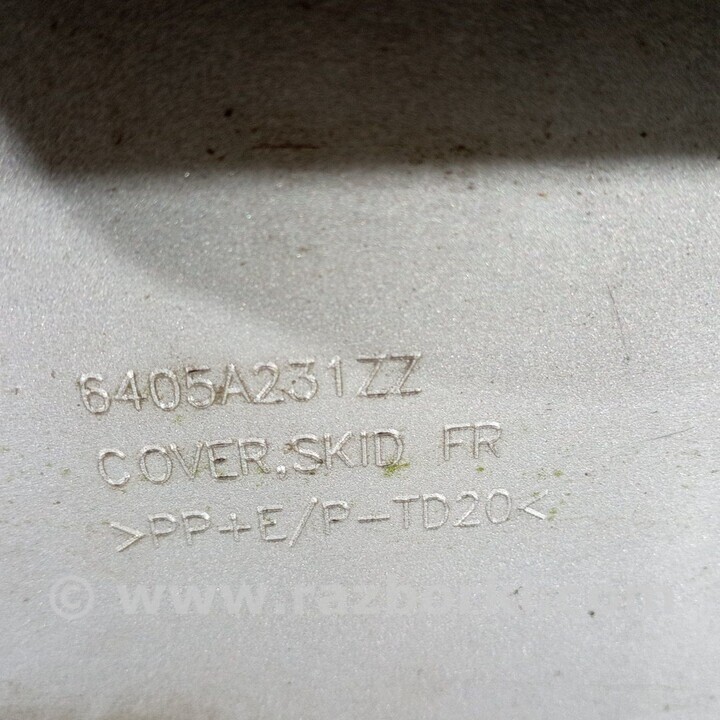 6405A231ZZ
COVER,SKID FR
>PP+E/P-TD20<